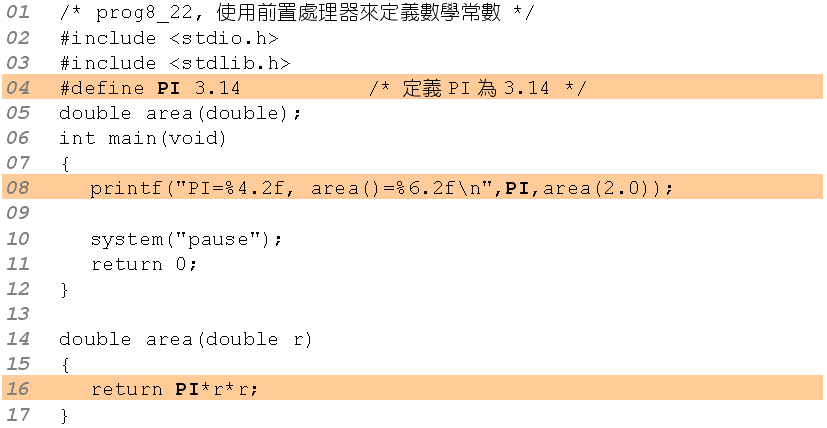 01 /* prog8_22, 使用前置處理器來定義數學常數 */
02 #include <stdio.h>
03 #include <stdlib.h>
04 #define PI 3.14 /* 定義 PI 為 3.14 */
05 double area(double);
06 int main(void)
07 {
08 printf("PI=%4.2f, area()=%6.2f\n",PI,area(2.0));
09
10 system("pause");
11 return 0;
12 }
13
14 double area(double r)
15 {
16 return PI*r*r;
17 }